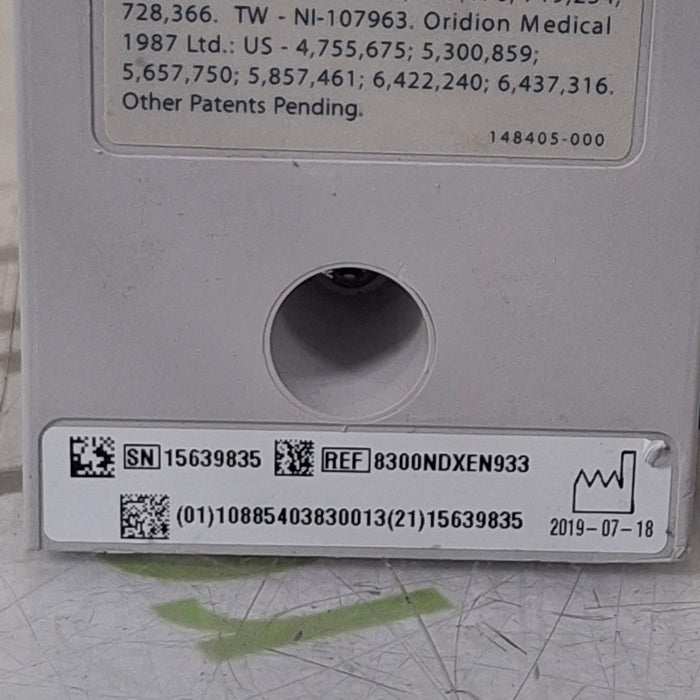 728,366. TW - NI-107963. Oridion Medical
1987 Ltd.: US - 4,755,675; 5,300,859;
5,657,750; 5,857,461; 6,422,240; 6,437,316.
Other Patents Pending.
148405-000
SN 15639835 REF 8300NDXEN933
(01)10885403830013(21)15639835 2019-07-18